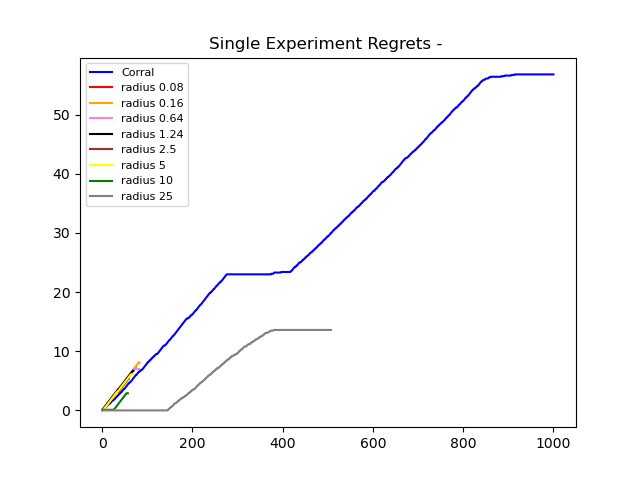 Single Experiment Regrets -
Corral
radius 0.08
radius 0.16
radius 0.64
radius 1.24
radius 2.5
radius 5
radius 10
radius 25
50
40
30
20
10
0
0 200 400 600 800 1000